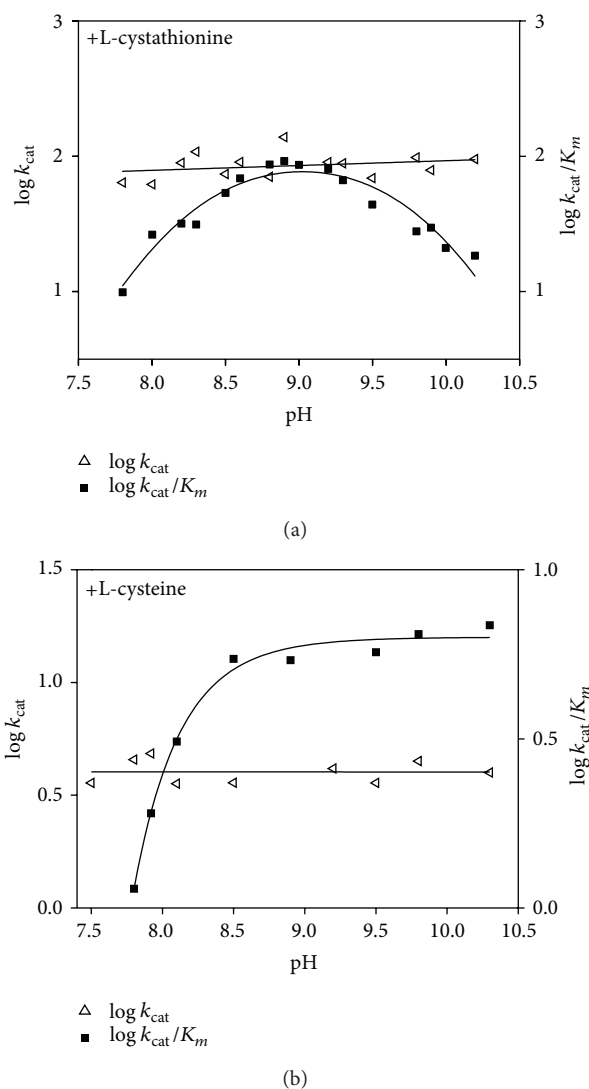 +L-cystathionine
3
2
1
log k_cat
3
2
1
log k_cat/K_m
7.5 8.0 8.5 9.0 9.5 10.0 10.5
pH
log k_cat
log k_cat/K_m
(a)
+L-cysteine
1.5
1.0
0.5
0.0
log k_cat
1.0
0.5
0.0
log k_cat/K_m
7.5 8.0 8.5 9.0 9.5 10.0 10.5
pH
log k_cat
log k_cat/K_m
(b)